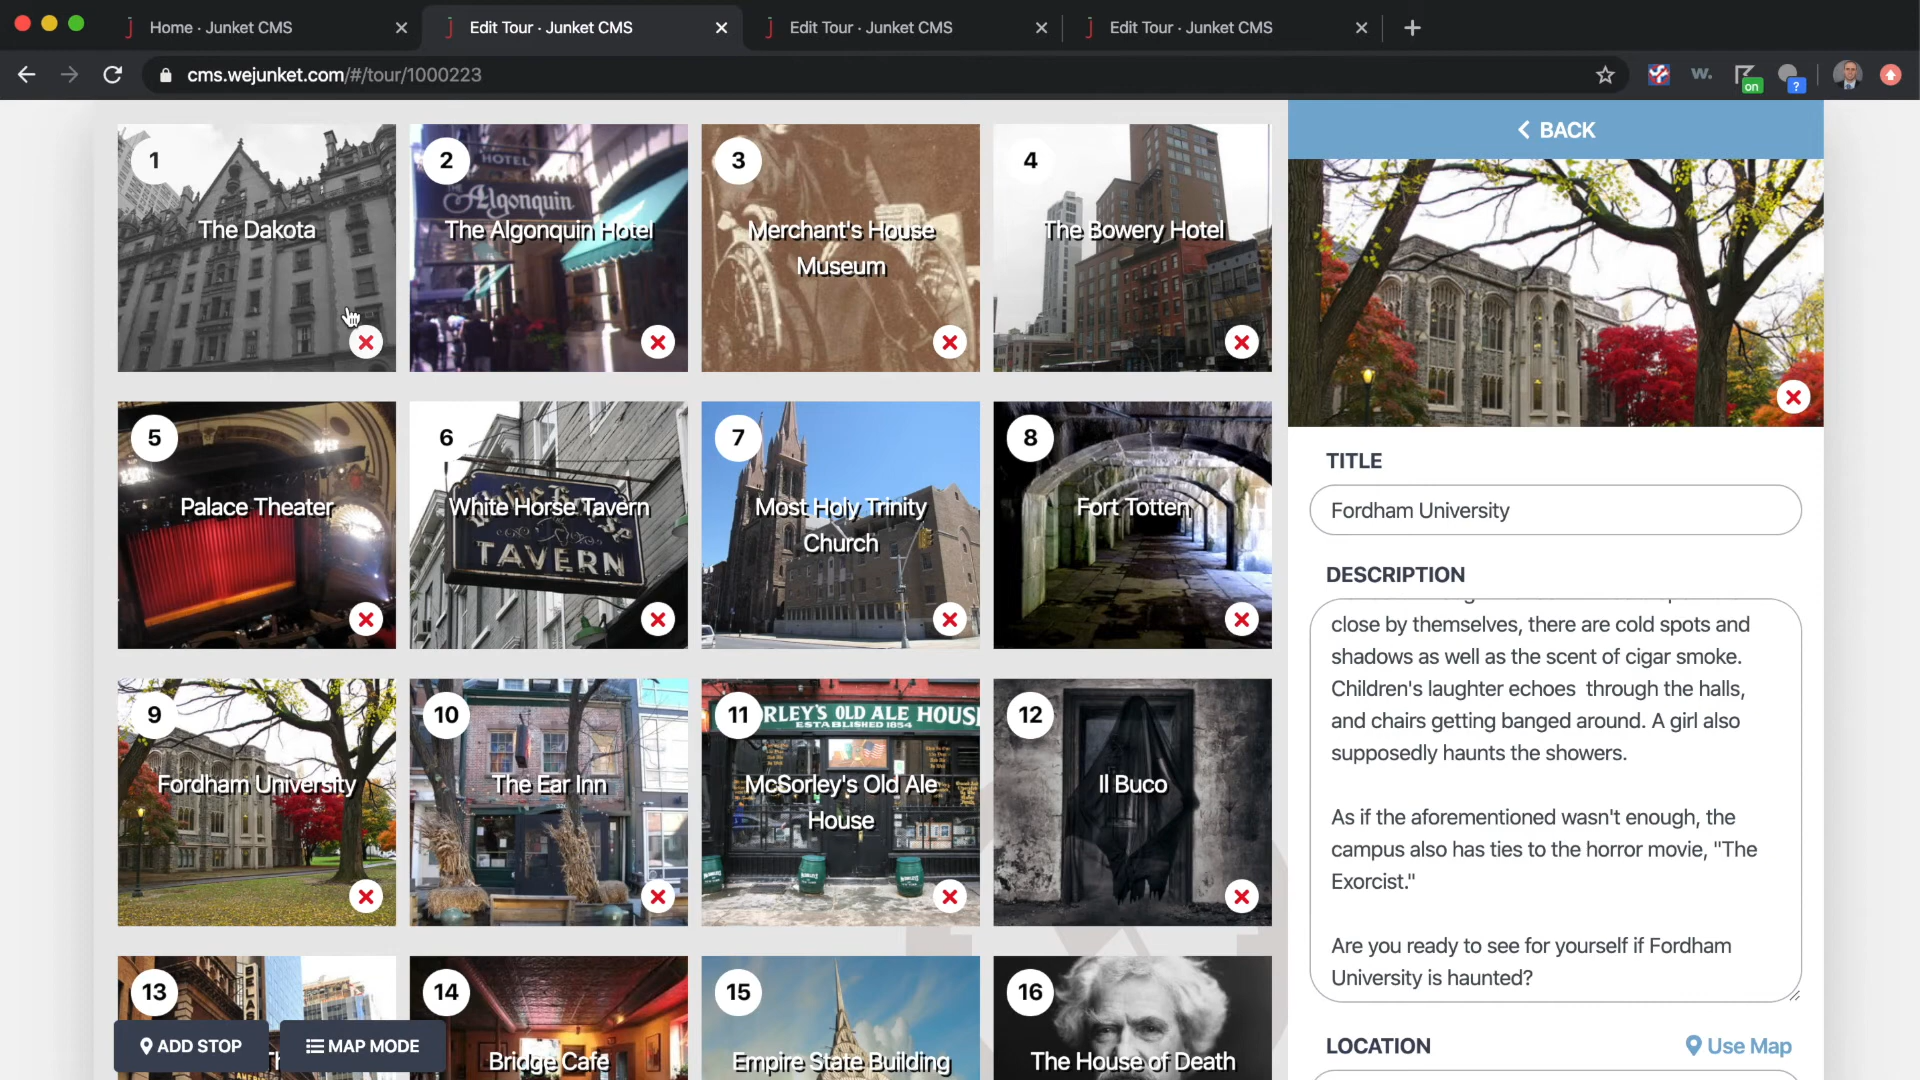 Home · Junket CMS
Edit Tour · Junket CMS
Edit Tour · Junket CMS
Edit Tour · Junket CMS
cms.wejunket.com/#/tour/1000223
w.
on
?
1
The Dakota
2
HOTEL
Algonquin
The Algonquin Hotel
3
Merchant's House
Museum
4
The Bowery Hotel
5
Palace Theater
6
White Horse Tavern
TAVERN
7
Most Holy Trinity
Church
8
Fort Totten
9
Fordham University
10
The Ear Inn
11
RLEY'S OLD ALE HOUS
ESTABLISHED 1854
McSorley's Old Ale
House
12
Il Buco
13
14
Bridge Cafe
15
Empire State Building
16
The House of Death
ADD STOP
MAP MODE
BACK
TITLE
Fordham University
DESCRIPTION
close by themselves, there are cold spots and
shadows as well as the scent of cigar smoke.
Children's laughter echoes  through the halls,
and chairs getting banged around. A girl also
supposedly haunts the showers.
As if the aforementioned wasn't enough, the
campus also has ties to the horror movie, "The
Exorcist."
Are you ready to see for yourself if Fordham
University is haunted?
LOCATION
Use Map